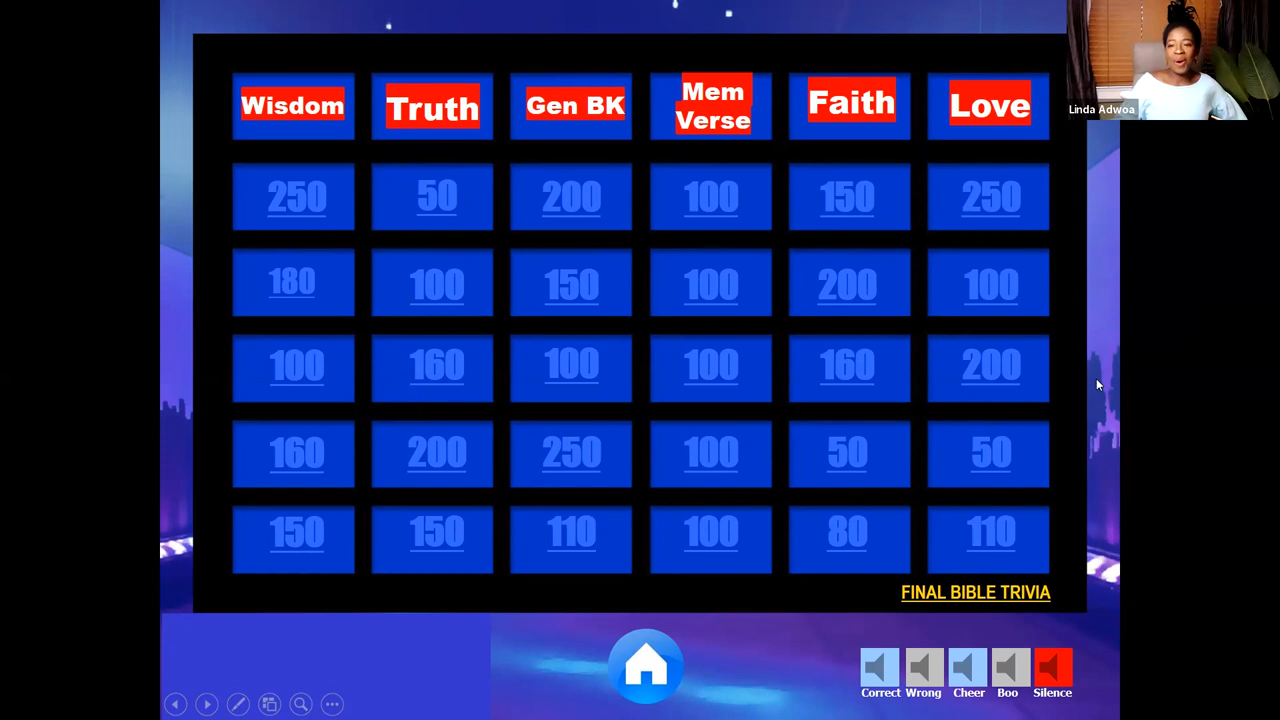 Wisdom Truth Gen BK Mem Verse Faith Love
250 50 200 100 150 250
180 100 150 100 200 100
100 160 100 100 160 200
160 200 250 100 50 50
150 150 110 100 80 110
FINAL BIBLE TRIVIA
Correct Wrong Cheer Boo Silence
Linda Adwoa